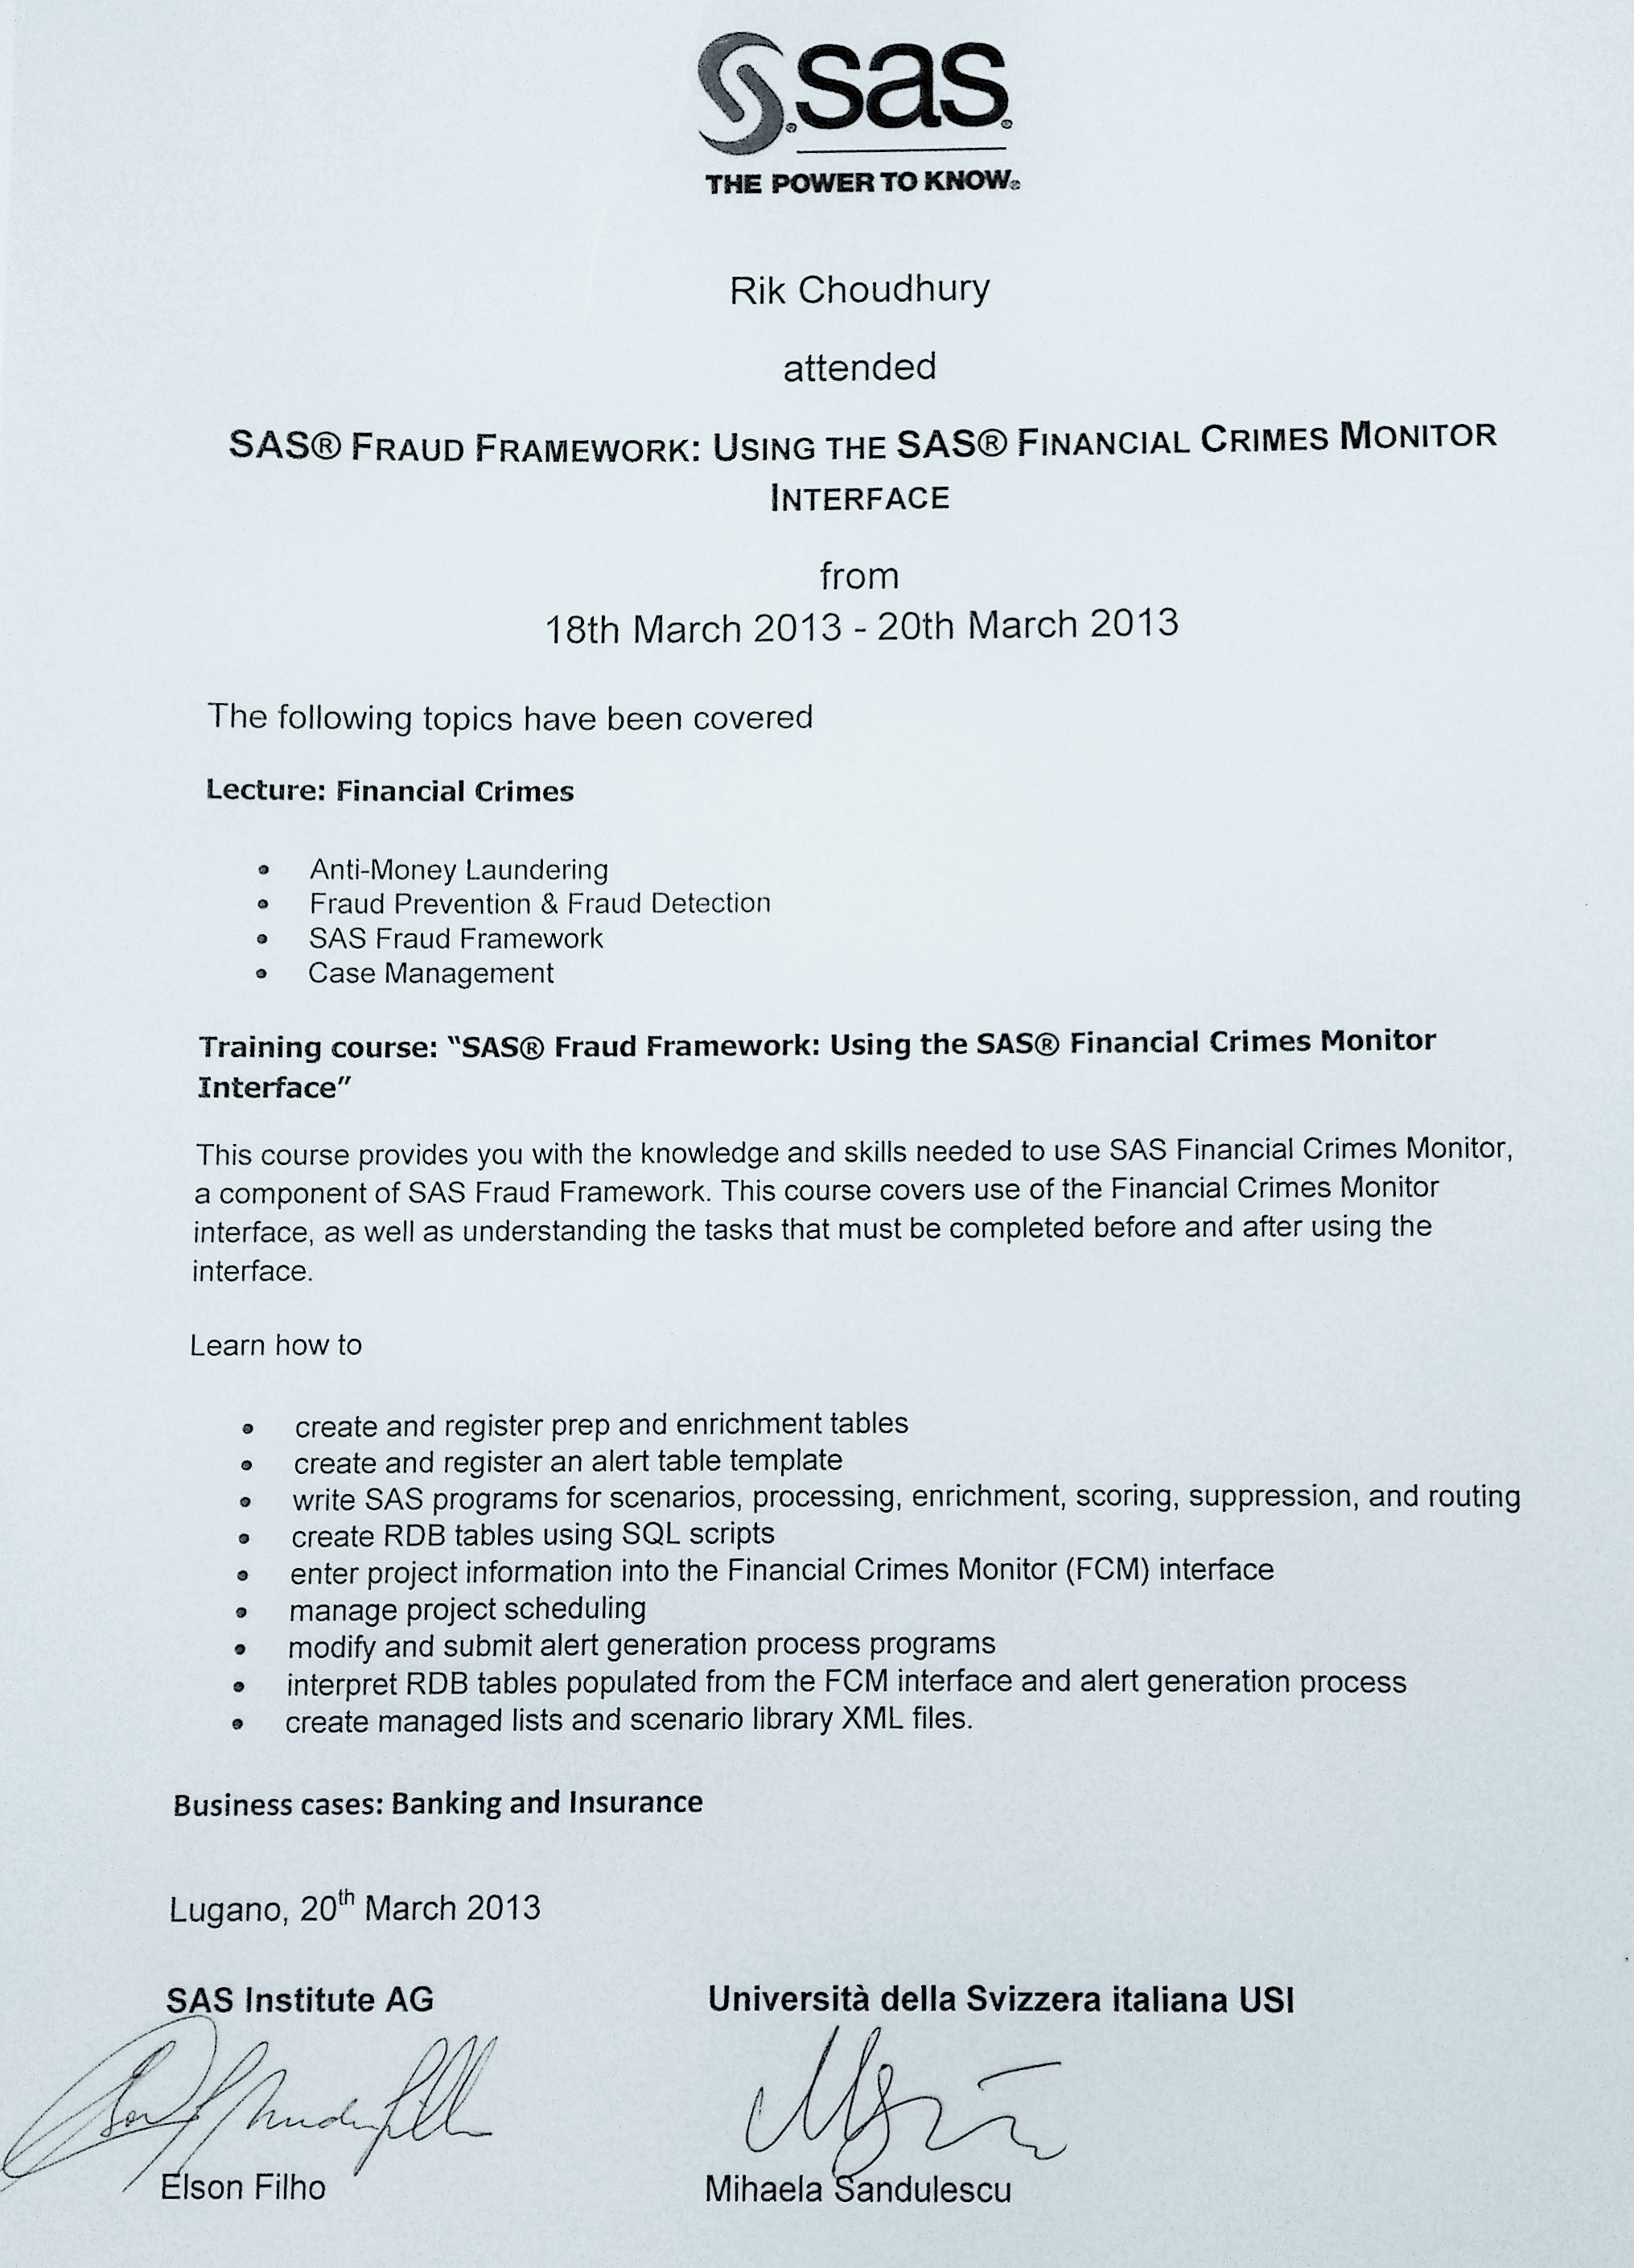 sas.
THE POWER TO KNOW®
Rik Choudhury
attended
SAS® FRAUD FRAMEWORK: USING THE SAS® FINANCIAL CRIMES MONITOR
INTERFACE
from
18th March 2013 - 20th March 2013
The following topics have been covered
Lecture: Financial Crimes
• Anti-Money Laundering
• Fraud Prevention & Fraud Detection
• SAS Fraud Framework
• Case Management
Training course: “SAS® Fraud Framework: Using the SAS® Financial Crimes Monitor
Interface”
This course provides you with the knowledge and skills needed to use SAS Financial Crimes Monitor,
a component of SAS Fraud Framework. This course covers use of the Financial Crimes Monitor
interface, as well as understanding the tasks that must be completed before and after using the
interface.
Learn how to
• create and register prep and enrichment tables
• create and register an alert table template
• write SAS programs for scenarios, processing, enrichment, scoring, suppression, and routing
• create RDB tables using SQL scripts
• enter project information into the Financial Crimes Monitor (FCM) interface
• manage project scheduling
• modify and submit alert generation process programs
• interpret RDB tables populated from the FCM interface and alert generation process
• create managed lists and scenario library XML files.
Business cases: Banking and Insurance
Lugano, 20th March 2013
SAS Institute AG Università della Svizzera italiana USI
Elson Filho Mihaela Sandulescu